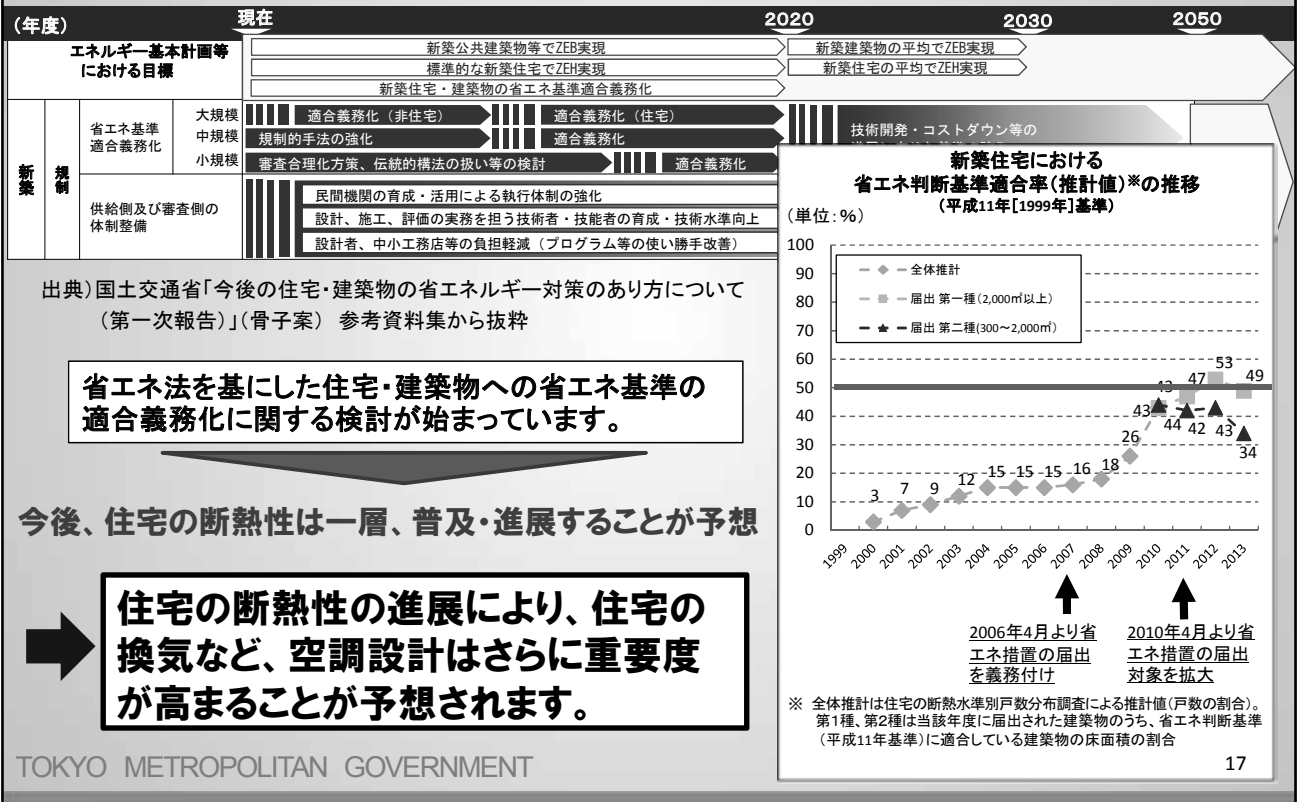 (年度) 現在 2020 2030 2050
エネルギー基本計画等
における目標
新築公共建築物等でZEB実現 新築建築物の平均でZEB実現
標準的な新築住宅でZEH実現 新築住宅の平均でZEH実現
新築住宅・建築物の省エネ基準適合義務化
新築
規制
省エネ基準
適合義務化
大規模 適合義務化（非住宅） 適合義務化（住宅）
中規模 規制的手法の強化 適合義務化
小規模 審査合理化方策、伝統的構法の扱い等の検討 適合義務化
技術開発・コストダウン等の
供給側及び審査側の
体制整備
民間機関の育成・活用による執行体制の強化
設計、施工、評価の実務を担う技術者・技能者の育成・技術水準向上
設計者、中小工務店等の負担軽減（プログラム等の使い勝手改善）
出典）国土交通省「今後の住宅・建築物の省エネルギー対策のあり方について
（第一次報告）」（骨子案） 参考資料集から抜粋
省エネ法を基にした住宅・建築物への省エネ基準の
適合義務化に関する検討が始まっています。
今後、住宅の断熱性は一層、普及・進展することが予想
住宅の断熱性の進展により、住宅の
換気など、空調設計はさらに重要度
が高まることが予想されます。
新築住宅における
省エネ判断基準適合率（推計値）※の推移
（平成11年[1999年]基準）
（単位：％）
100
90
80
70
60
50
40
30
20
10
0
全体推計
届出 第一種（2,000㎡以上）
届出 第二種(300～2,000㎡)
3 7 9 12 15 15 15 16 18 26 43
43 47 53 49
44 42 43 34
1999 2000 2001 2002 2003 2004 2005 2006 2007 2008 2009 2010 2011 2012 2013
2006年4月より省
エネ措置の届出
を義務付け
2010年4月より省
エネ措置の届出
対象を拡大
※ 全体推計は住宅の断熱水準別戸数分布調査による推計値（戸数の割合）。
第1種、第2種は当該年度に届出された建築物のうち、省エネ判断基準
（平成11年基準）に適合している建築物の床面積の割合
TOKYO METROPOLITAN GOVERNMENT
17